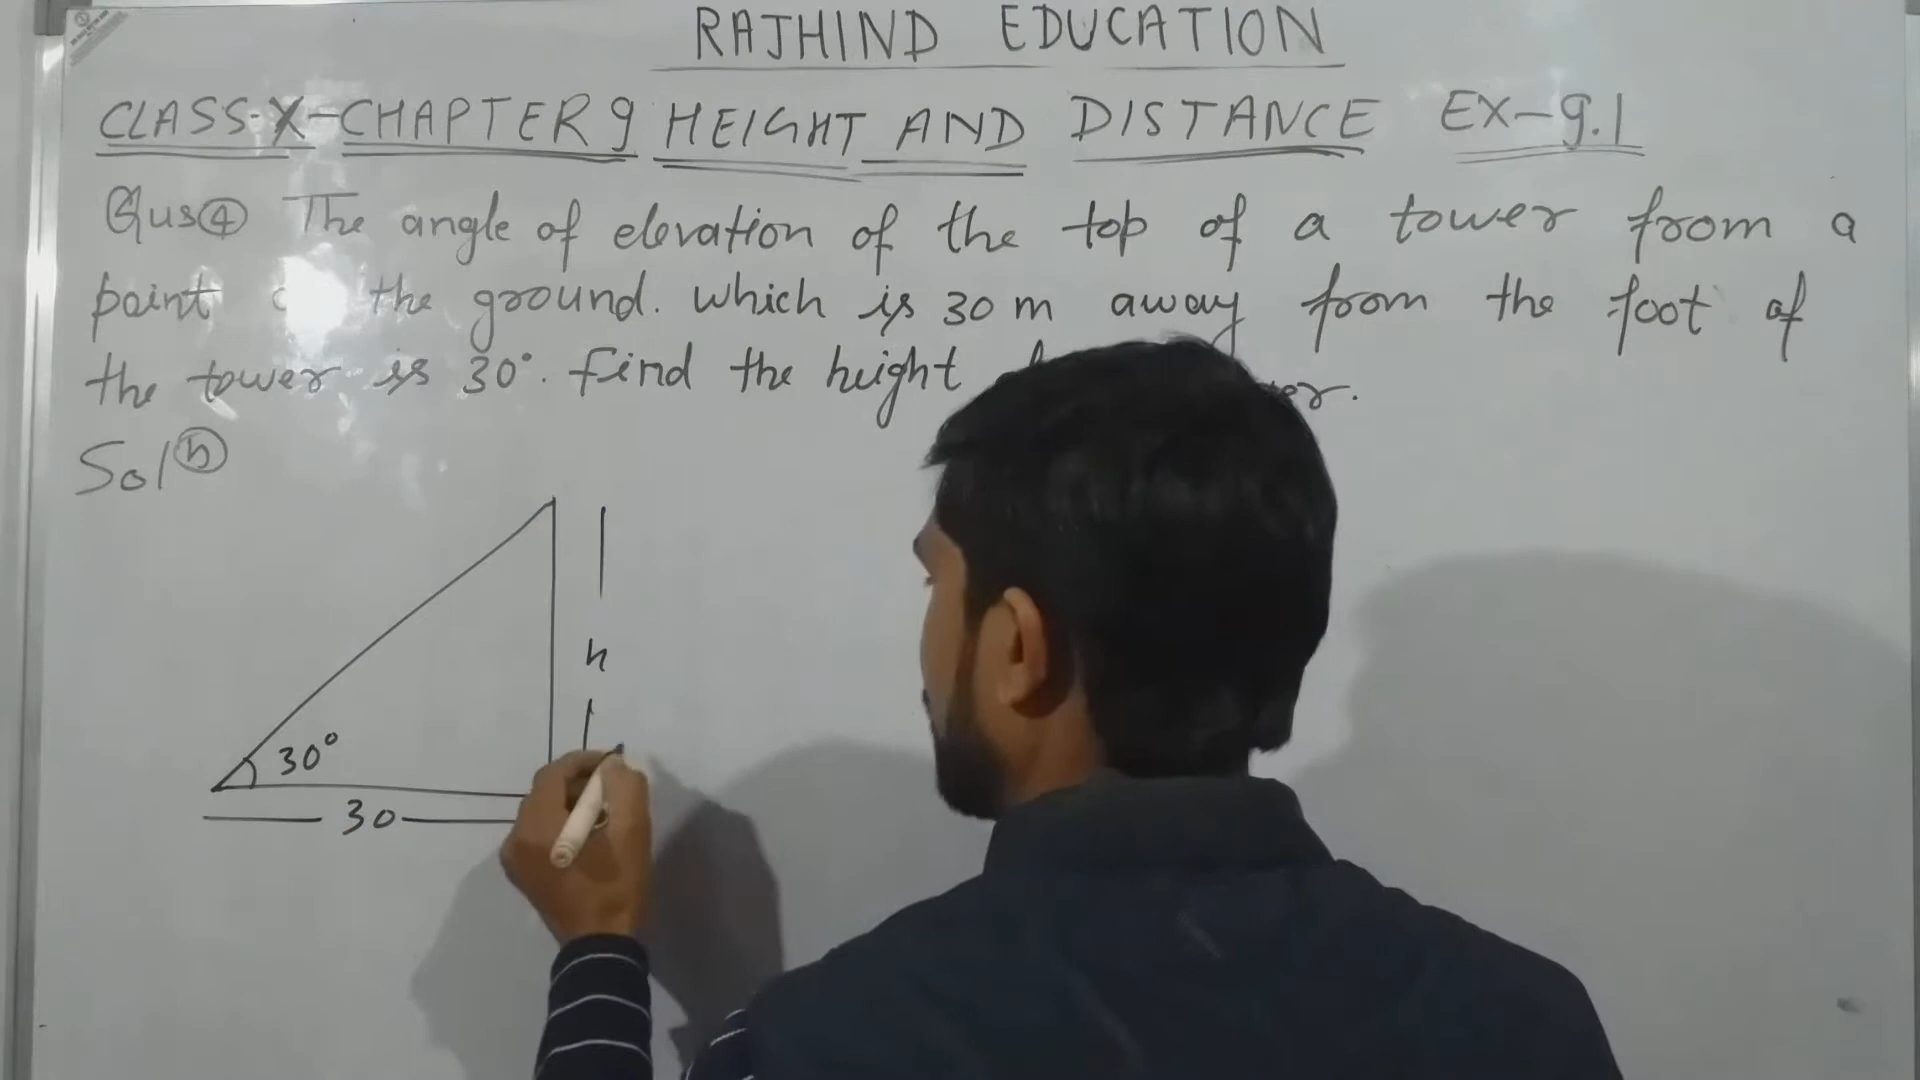 RAJHIND EDUCATION
CLASS-X-CHAPTER 9 HEIGHT AND DISTANCE EX-9.1
Qus④ The angle of elevation of the top of a tower from a
point the ground. which is 30 m away from the foot of
the tower is 30°. Find the height
Solⓗ
h
30°
30